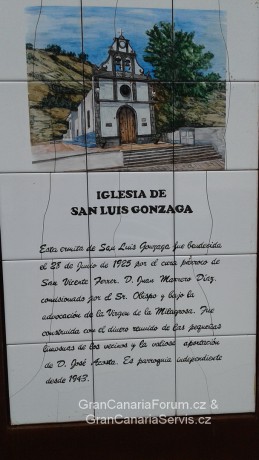 IGLESIA DE
SAN LUIS GONZAGA
Esta ermita de San Luis Gonzaga fue bendecida
el 28 de Junio de 1925 por el cura párroco de
San Vicente Ferrer. D. Juan Marrero Díaz,
comisionado por el Sr. Obispo y bajo la
advocación de la Virgen de la Milagrosa. Fue
construida con el dinero reunido de las pequeñas
limosnas de los vecinos y la valiosa aportación
de D. José Acosta. Es parroquia independiente
desde 1943.
GranCanariaForum.cz &
GranCanariaServis.cz